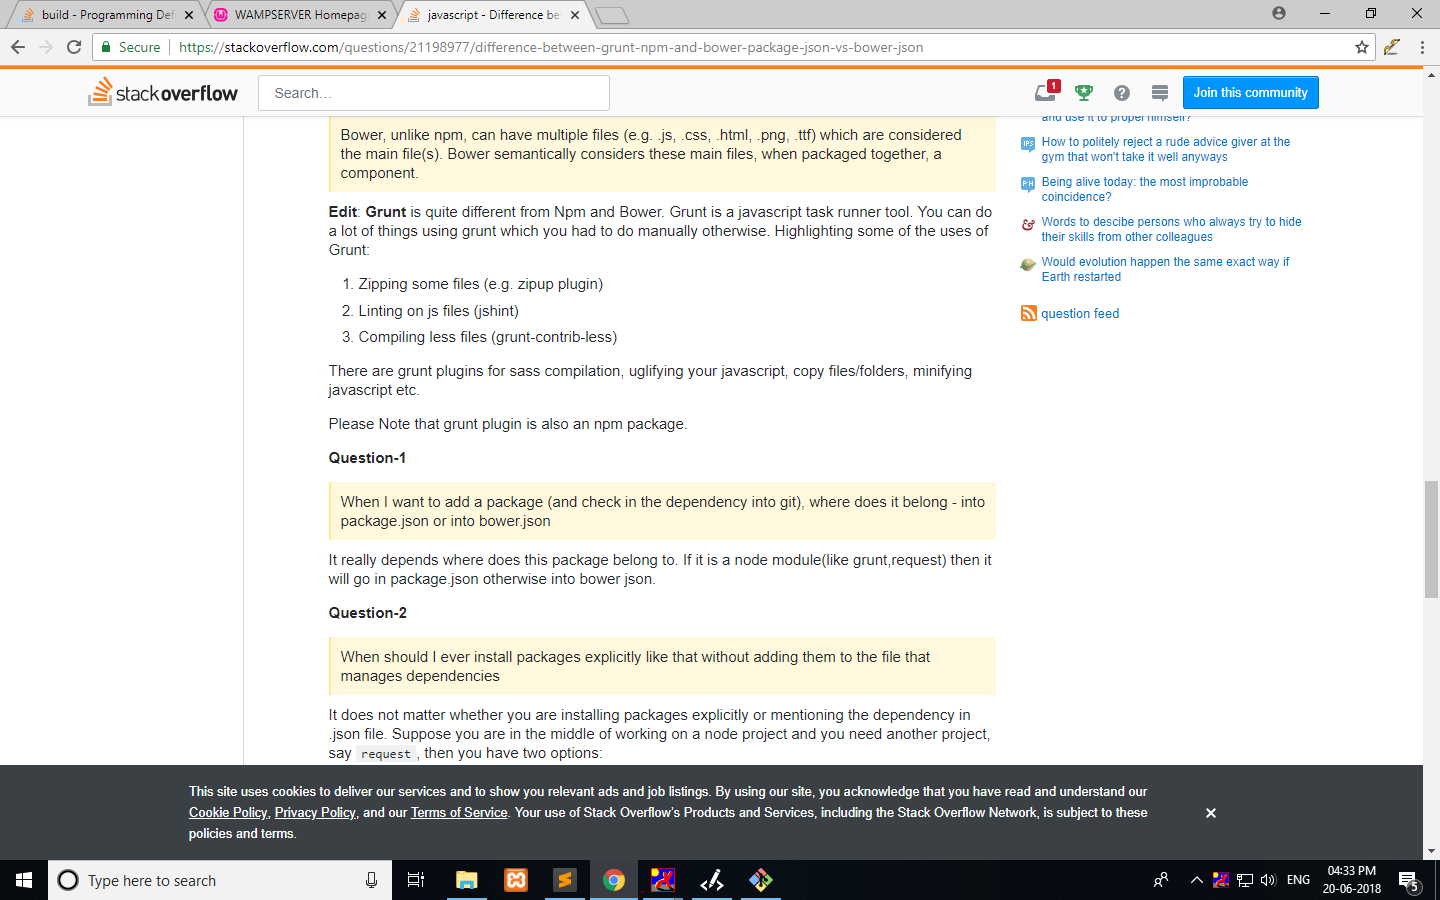 build - Programming Def
WAMPSERVER Homepag
javascript - Difference be
Secure
https://stackoverflow.com/questions/21198977/difference-between-grunt-npm-and-bower-package-json-vs-bower-json
stackoverflow
Search...
1
?
Join this community
Bower, unlike npm, can have multiple files (e.g. .js, .css, .html, .png, .ttf) which are considered
the main file(s). Bower semantically considers these main files, when packaged together, a
component.
Edit: Grunt is quite different from Npm and Bower. Grunt is a javascript task runner tool. You can do
a lot of things using grunt which you had to do manually otherwise. Highlighting some of the uses of
Grunt:
1. Zipping some files (e.g. zipup plugin)
2. Linting on js files (jshint)
3. Compiling less files (grunt-contrib-less)
There are grunt plugins for sass compilation, uglifying your javascript, copy files/folders, minifying
javascript etc.
Please Note that grunt plugin is also an npm package.
Question-1
When I want to add a package (and check in the dependency into git), where does it belong - into
package.json or into bower.json
It really depends where does this package belong to. If it is a node module(like grunt,request) then it
will go in package.json otherwise into bower json.
Question-2
When should I ever install packages explicitly like that without adding them to the file that
manages dependencies
It does not matter whether you are installing packages explicitly or mentioning the dependency in
.json file. Suppose you are in the middle of working on a node project and you need another project,
say request, then you have two options:
and use it to propel himself?
IPS
How to politely reject a rude advice giver at the
gym that won't take it well anyways
PH
Being alive today: the most improbable
coincidence?
Words to descibe persons who always try to hide
their skills from other colleagues
Would evolution happen the same exact way if
Earth restarted
question feed
This site uses cookies to deliver our services and to show you relevant ads and job listings. By using our site, you acknowledge that you have read and understand our
Cookie Policy, Privacy Policy, and our Terms of Service. Your use of Stack Overflow's Products and Services, including the Stack Overflow Network, is subject to these
policies and terms.
Type here to search
ENG
04:33 PM
20-06-2018
5